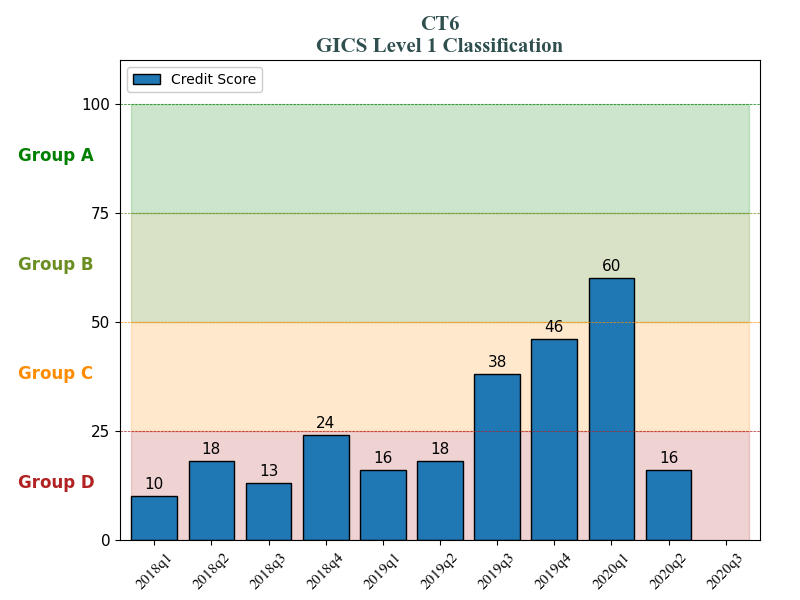 CT6
GICS Level 1 Classification
Credit Score
100
Group A
75
Group B
60
50
46
38
Group C
25
24
18
13
16
18
16
10
Group D
0
2018q1
2018q2
2018q3
2018q4
2019q1
2019q2
2019q3
2019q4
2020q1
2020q2
2020q3